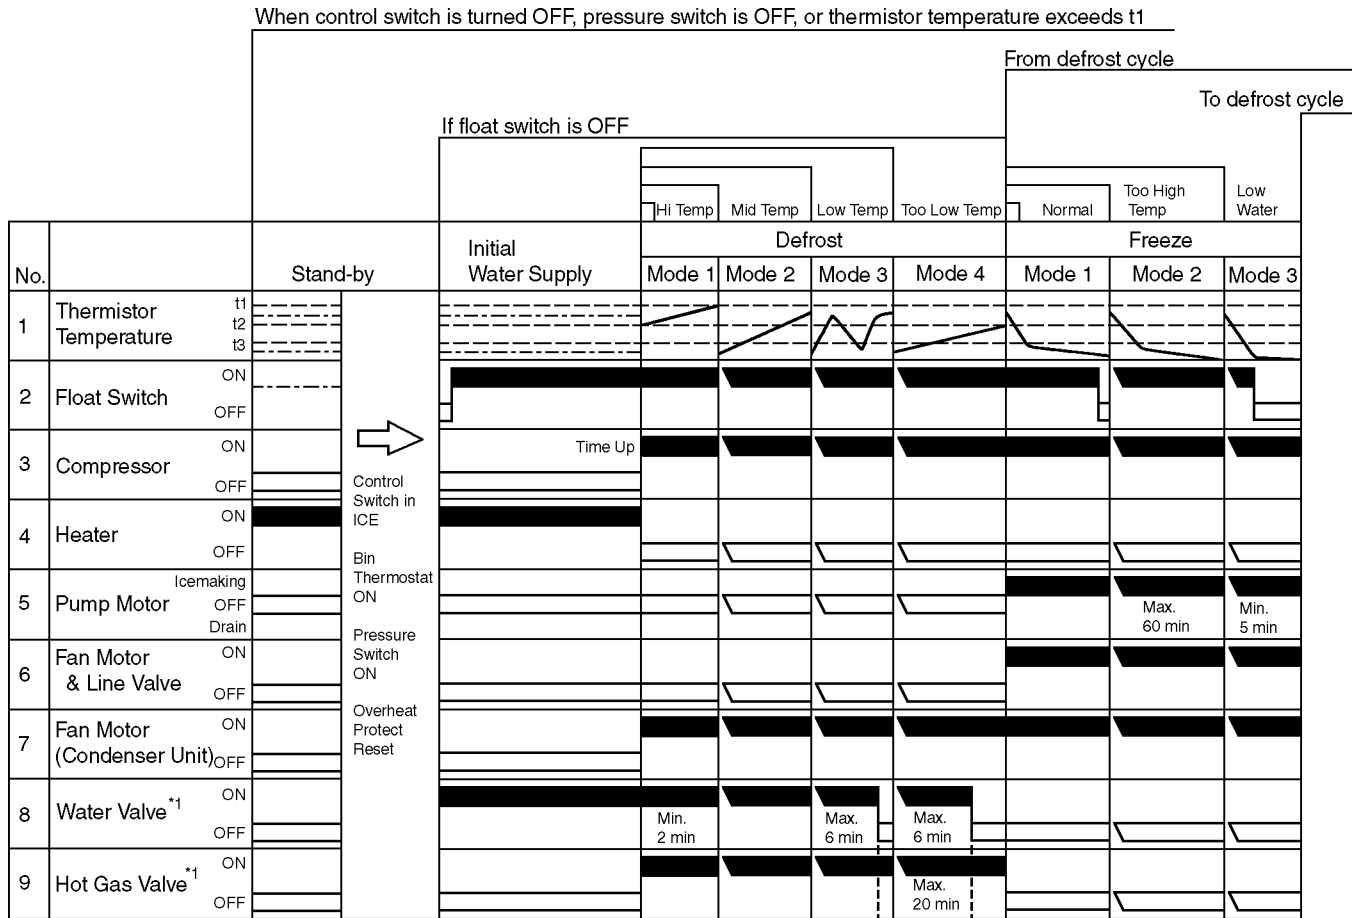 When control switch is turned OFF, pressure switch is OFF, or thermistor temperature exceeds t1
From defrost cycle
To defrost cycle
If float switch is OFF
Hi Temp
Mid Temp
Low Temp
Too Low Temp
Normal
Too High
Temp
Low
Water
No.
Stand-by
Initial
Water Supply
Defrost
Freeze
Mode 1
Mode 2
Mode 3
Mode 4
Mode 1
Mode 2
Mode 3
1
Thermistor
Temperature
t1
t2
t3
2
Float Switch
ON
OFF
3
Compressor
ON
OFF
Time Up
Control
Switch in
ICE
Bin
Thermostat
ON
Pressure
Switch
ON
Overheat
Protect
Reset
4
Heater
ON
OFF
5
Pump Motor
Icemaking
OFF
Drain
Max.
60 min
Min.
5 min
6
Fan Motor
& Line Valve
ON
OFF
7
Fan Motor
(Condenser Unit)
ON
OFF
8
Water Valve*1
ON
OFF
Min.
2 min
Max.
6 min
Max.
6 min
9
Hot Gas Valve*1
ON
OFF
Max.
20 min